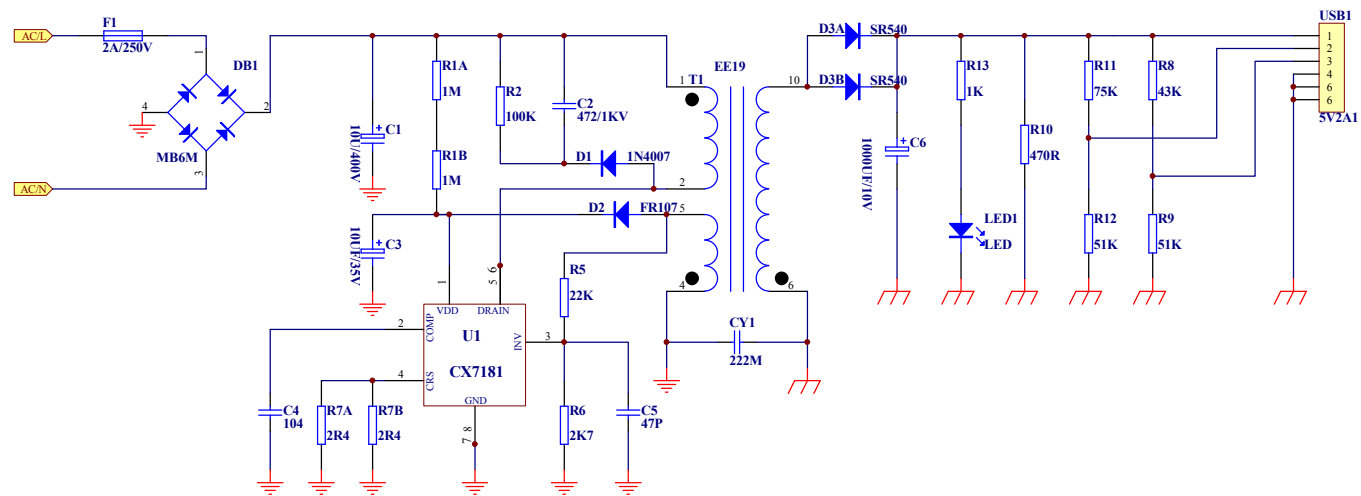 AC/L
F1
2A/250V
1
DB1
4
2
MB6M
3
AC/N
10U/400V
+
C1
R1A
1M
R1B
1M
R2
100K
C2
472/1KV
D1
1N4007
D2
FR107
10UF/35V
+
C3
1
T1
EE19
2
5
4
10
6
R5
22K
1
5
6
VDD
DRAIN
2
COMP
U1
INV
3
4
CRS
CX7181
GND
7
8
C4
104
R7A
2R4
R7B
2R4
R6
2K7
C5
47P
CY1
222M
D3A
SR540
D3B
SR540
1000UF/10V
+
C6
R13
1K
LED1
LED
R10
470R
R11
75K
R8
43K
R12
51K
R9
51K
USB1
1
2
3
4
6
6
5V2A1